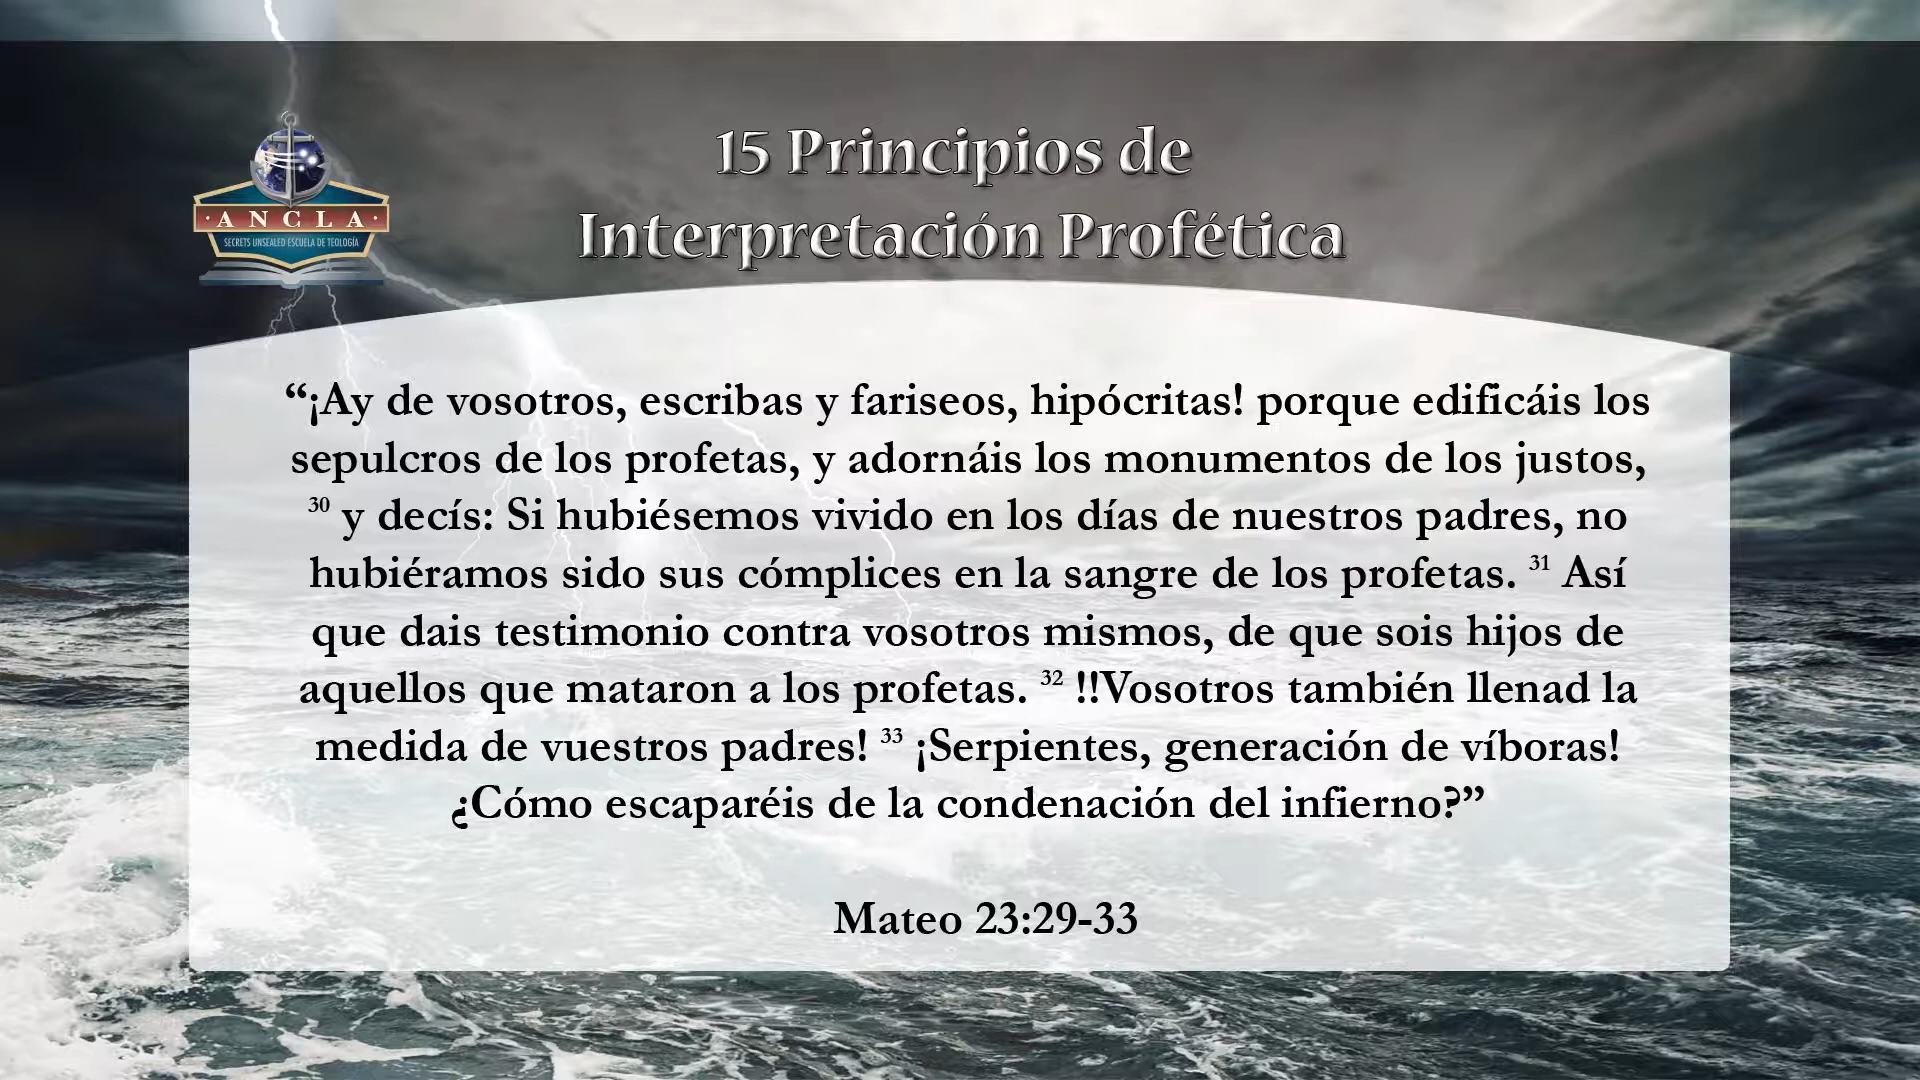 15 Principios de
Interpretación Profética
·ANCLA·
SECRETS UNSEALED ESCUELA DE TEOLOGÍA
“¡Ay de vosotros, escribas y fariseos, hipócritas! porque edificáis los
sepulcros de los profetas, y adornáis los monumentos de los justos,
30 y decís: Si hubiésemos vivido en los días de nuestros padres, no
hubiéramos sido sus cómplices en la sangre de los profetas. 31 Así
que dais testimonio contra vosotros mismos, de que sois hijos de
aquellos que mataron a los profetas. 32 !!Vosotros también llenad la
medida de vuestros padres! 33 ¡Serpientes, generación de víboras!
¿Cómo escaparéis de la condenación del infierno?”
Mateo 23:29-33